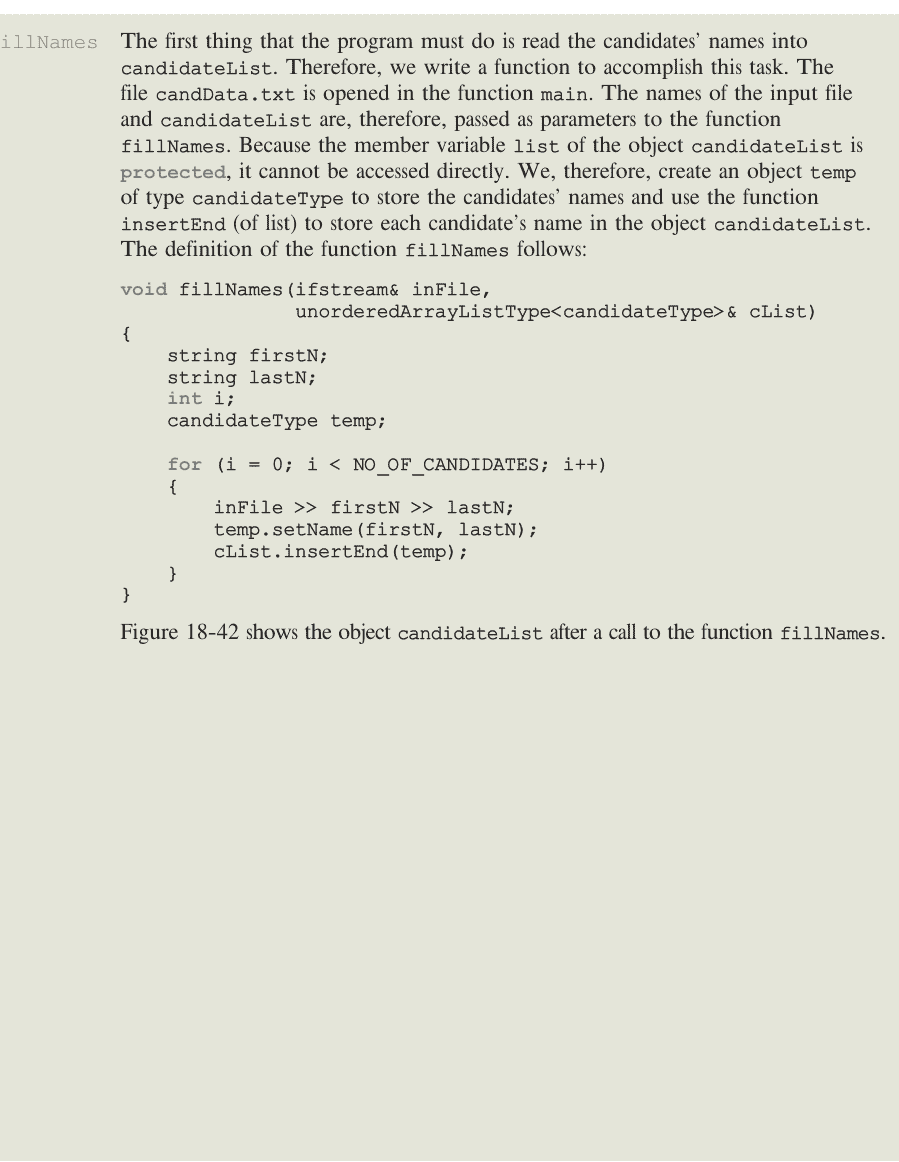 illNames
The first thing that the program must do is read the candidates’ names into
candidateList. Therefore, we write a function to accomplish this task. The
file candData.txt is opened in the function main. The names of the input file
and candidateList are, therefore, passed as parameters to the function
fillNames. Because the member variable list of the object candidateList is
protected, it cannot be accessed directly. We, therefore, create an object temp
of type candidateType to store the candidates’ names and use the function
insertEnd (of list) to store each candidate’s name in the object candidateList.
The definition of the function fillNames follows:
void fillNames(ifstream& inFile,
               unorderedArrayListType<candidateType>& cList)
{
    string firstN;
    string lastN;
    int i;
    candidateType temp;
    for (i = 0; i < NO_OF_CANDIDATES; i++)
    {
        inFile >> firstN >> lastN;
        temp.setName(firstN, lastN);
        cList.insertEnd(temp);
    }
}
Figure 18-42 shows the object candidateList after a call to the function fillNames.